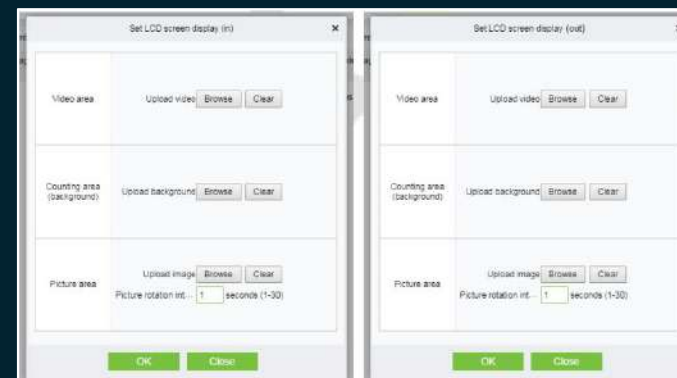 Set LCD screen display (in)
×
Video area
Upload video Browse Clear
Counting area
(background)
Upload background Browse Clear
Picture area
Upload image Browse Clear
Picture rotation int... 1 seconds (1-30)
OK Close
Set LCD screen display (out)
Video area
Upload video Browse Clear
Counting area
(background)
Upload background Browse Clear
Picture area
Upload image Browse Clear
Picture rotation int... 1 seconds (1-30)
OK Close